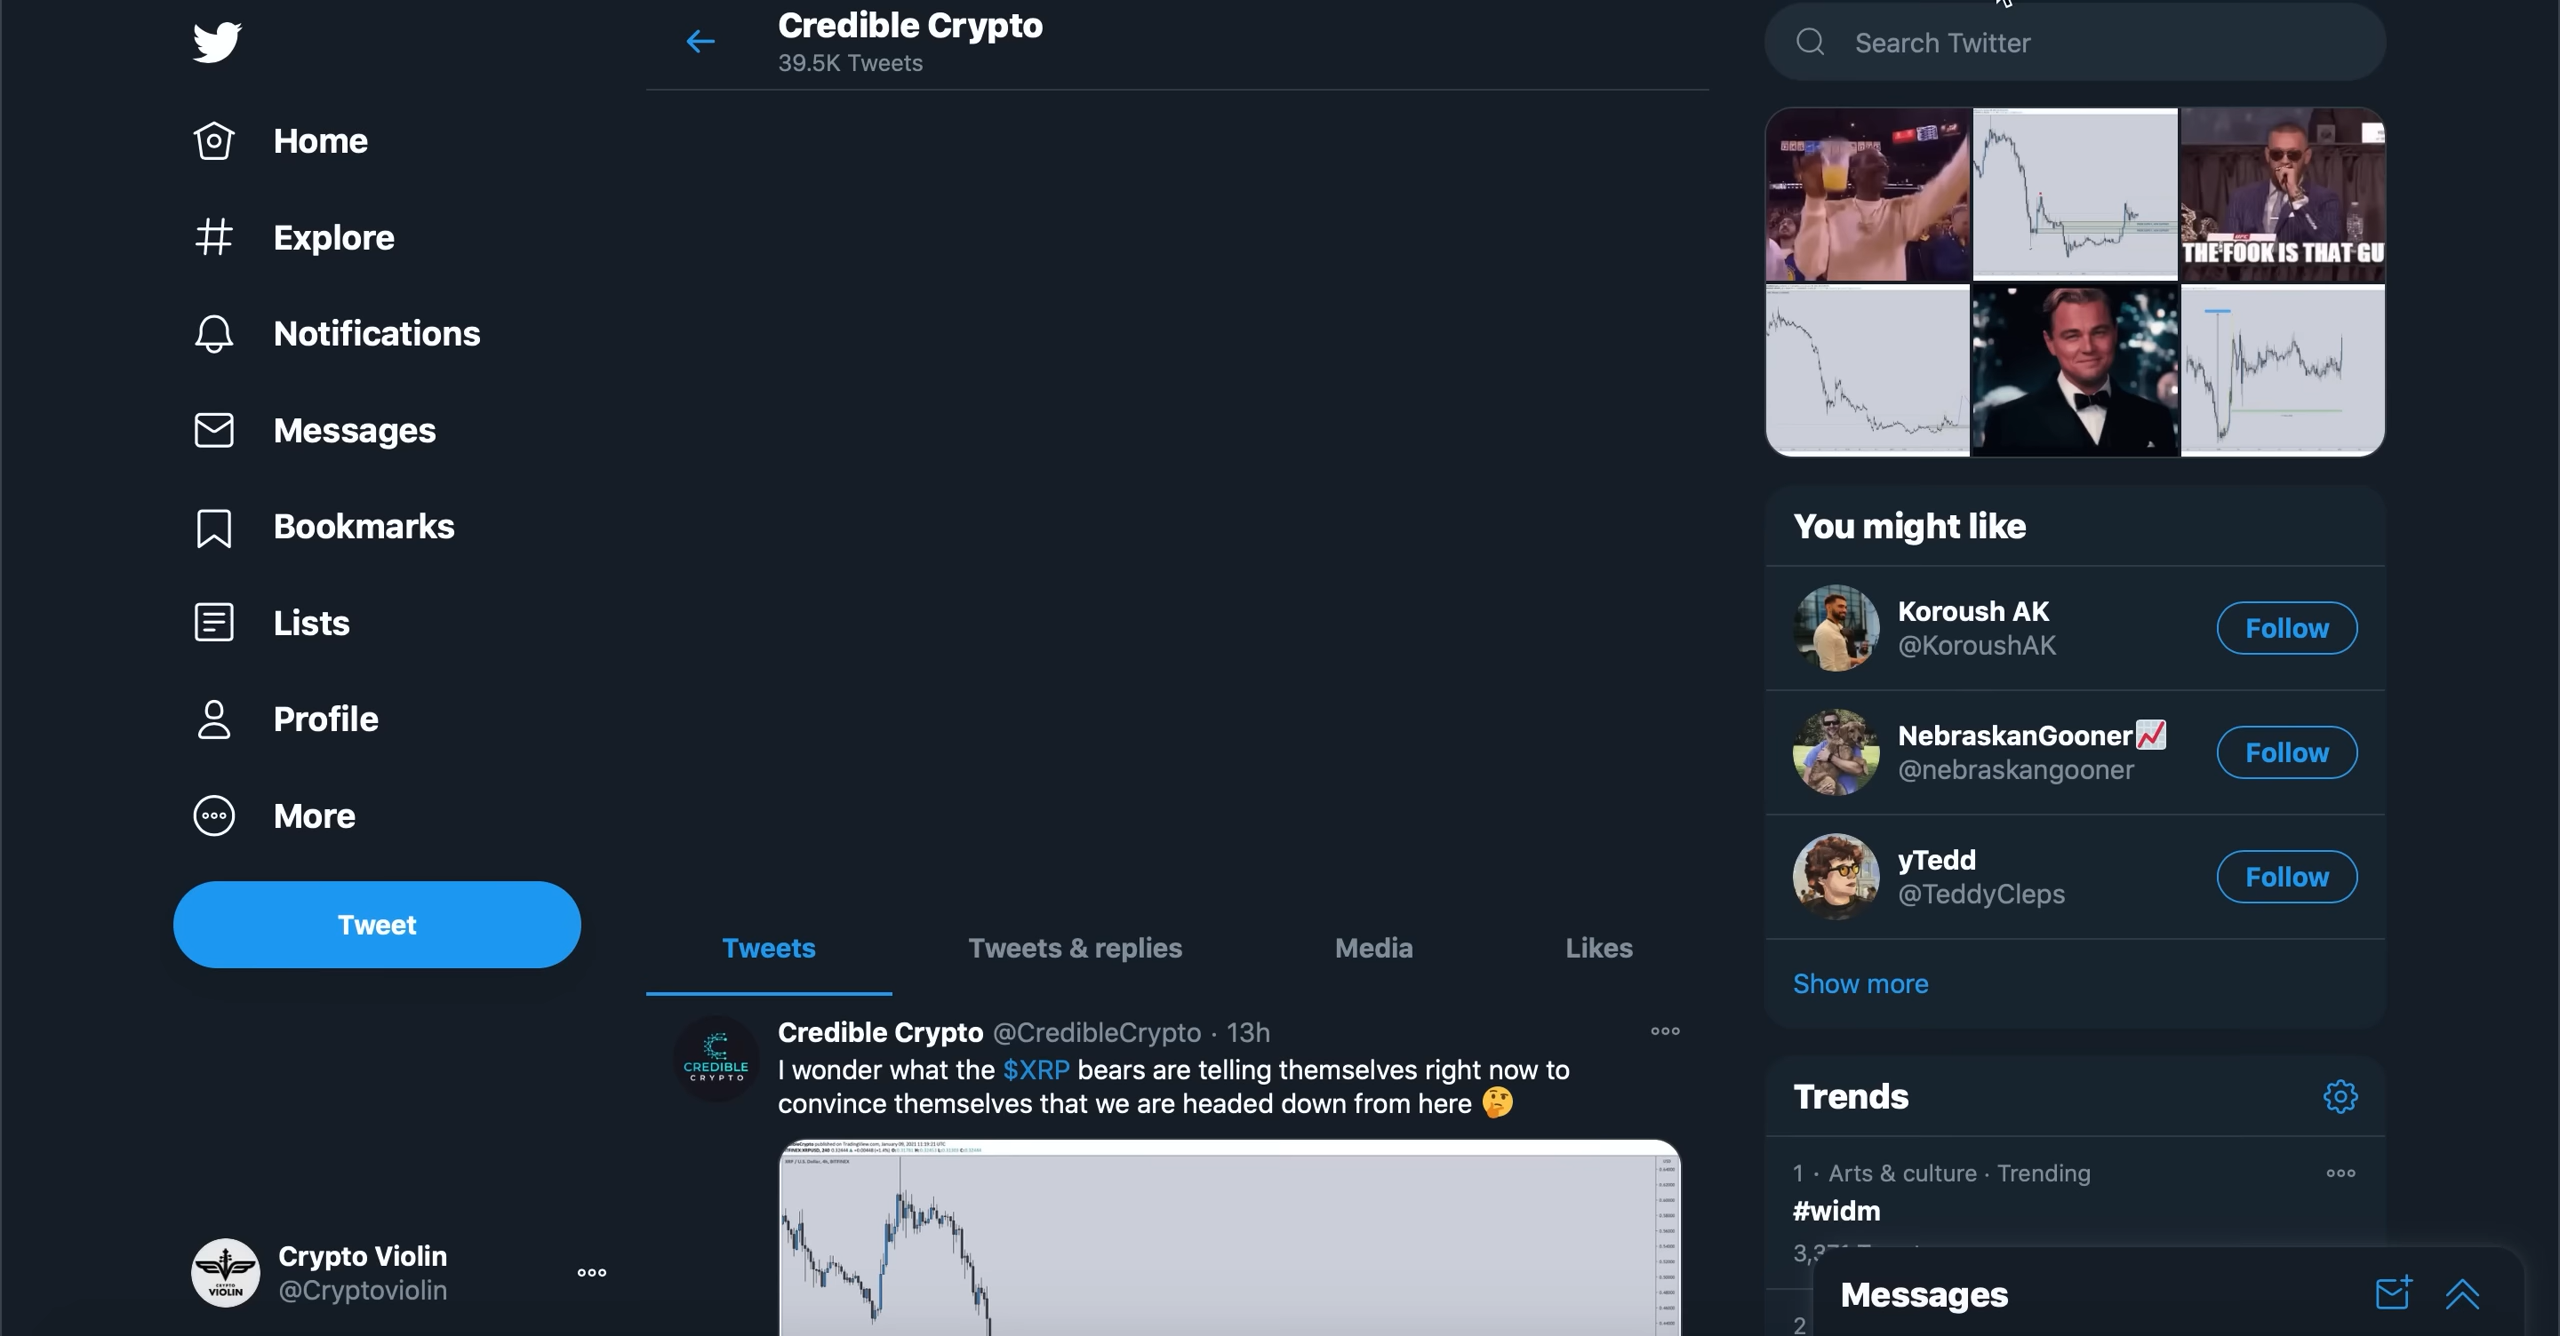 Credible Crypto
39.5K Tweets
Search Twitter
Home
Explore
Notifications
Messages
Bookmarks
Lists
Profile
More
Tweet
Crypto Violin
@Cryptoviolin
CRYPTO
VIOLIN
Tweets
Tweets & replies
Media
Likes
CREDIBLE
CRYPTO
Credible Crypto @CredibleCrypto · 13h
I wonder what the $XRP bears are telling themselves right now to
convince themselves that we are headed down from here 🤔
THE FOOK IS THAT GU
You might like
Koroush AK
@KoroushAK
Follow
NebraskanGooner📈
@nebraskangooner
Follow
yTedd
@TeddyCleps
Follow
Show more
Trends
1 · Arts & culture · Trending
#widm
Messages
2